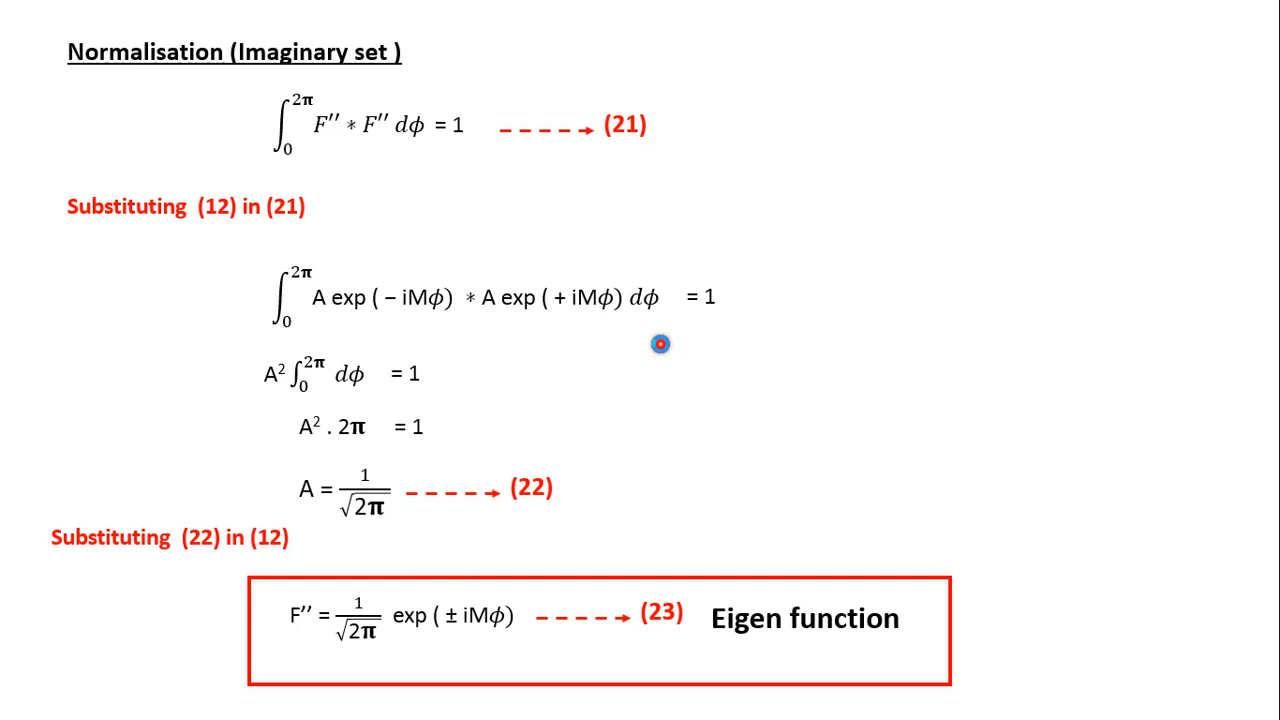 Normalisation (Imaginary set )
∫₀^2π F′′ ∗ F′′ dϕ = 1 (21)
Substituting (12) in (21)
∫₀^2π A exp ( − iMϕ) ∗ A exp ( + iMϕ) dϕ = 1
A² ∫₀^2π dϕ = 1
A² . 2π = 1
A = 1/√2π (22)
Substituting (22) in (12)
F’’ = 1/√2π exp ( ± iMϕ) (23) Eigen function